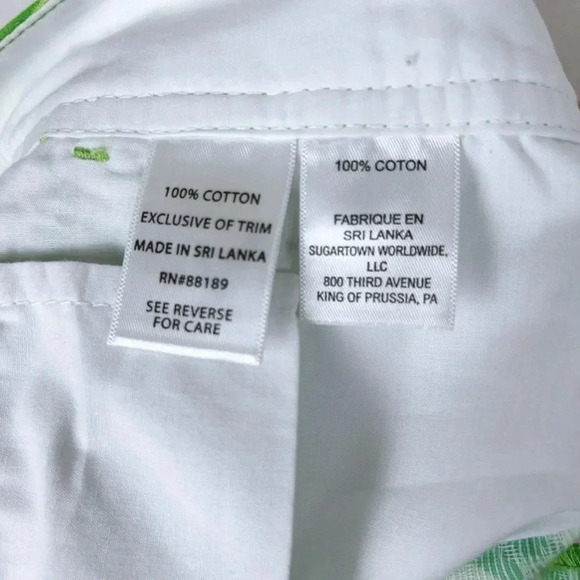 100% COTTON
EXCLUSIVE OF TRIM
MADE IN SRI LANKA
RN#88189
SEE REVERSE
FOR CARE
100% COTON
FABRIQUE EN
SRI LANKA
SUGARTOWN WORLDWIDE,
LLC
800 THIRD AVENUE
KING OF PRUSSIA, PA